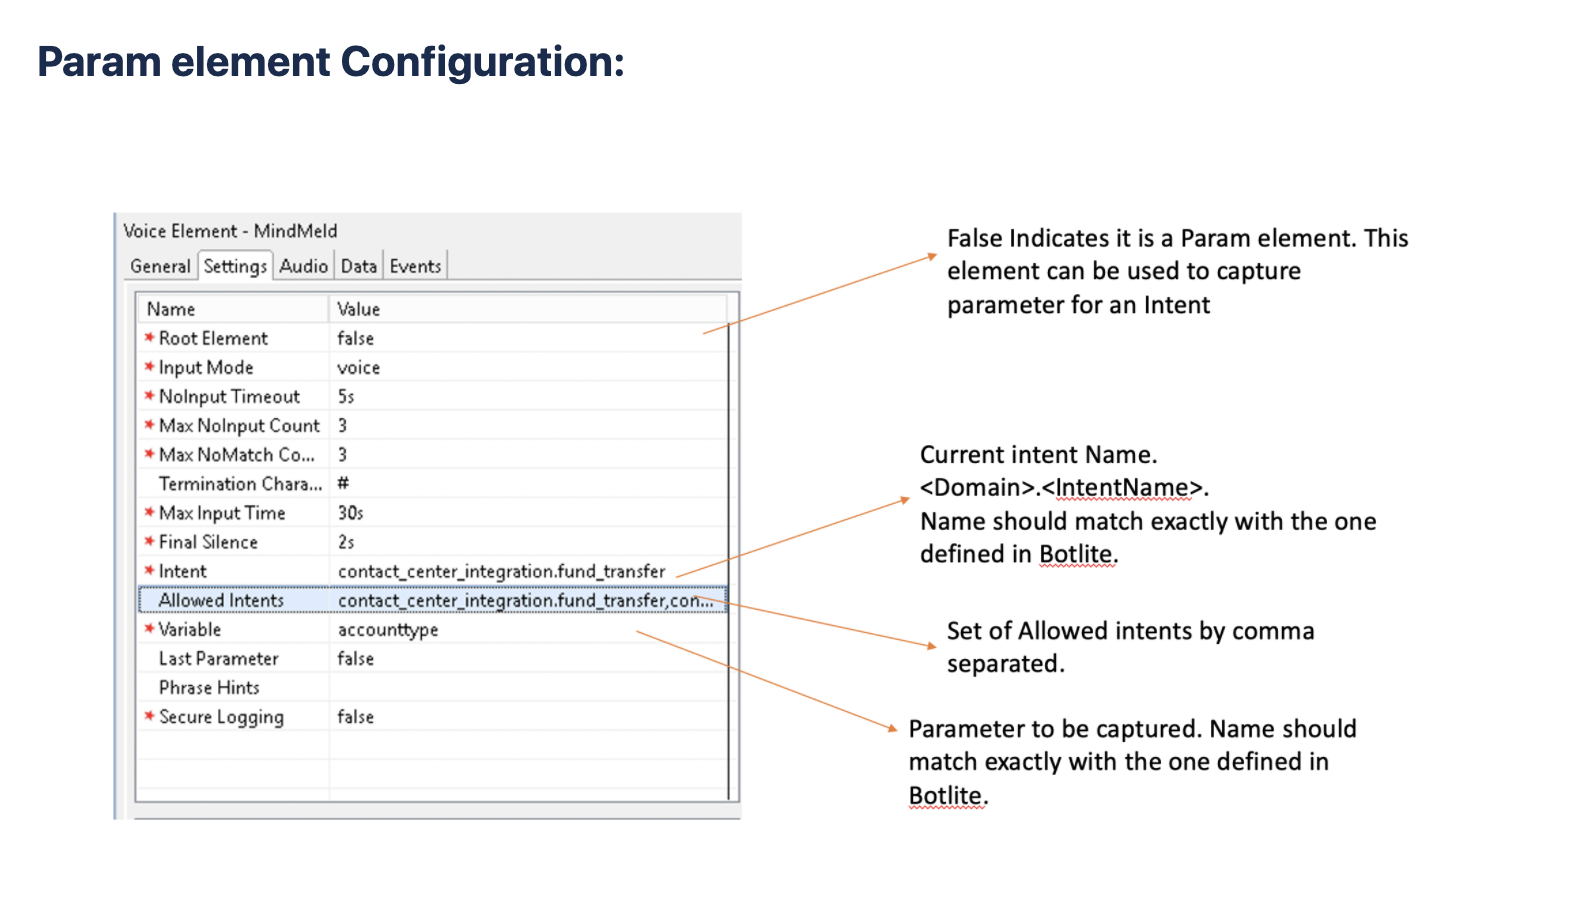 Param element Configuration:
Voice Element - MindMeld
General Settings Audio Data Events
Name Value
* Root Element false
* Input Mode voice
* NoInput Timeout 5s
* Max NoInput Count 3
* Max NoMatch Co... 3
Termination Chara... #
* Max Input Time 30s
* Final Silence 2s
* Intent contact_center_integration.fund_transfer
Allowed Intents contact_center_integration.fund_transfer,con...
* Variable accounttype
Last Parameter false
Phrase Hints
* Secure Logging false
False Indicates it is a Param element. This
element can be used to capture
parameter for an Intent
Current intent Name.
<Domain>.<IntentName>.
Name should match exactly with the one
defined in Botlite.
Set of Allowed intents by comma
separated.
Parameter to be captured. Name should
match exactly with the one defined in
Botlite.